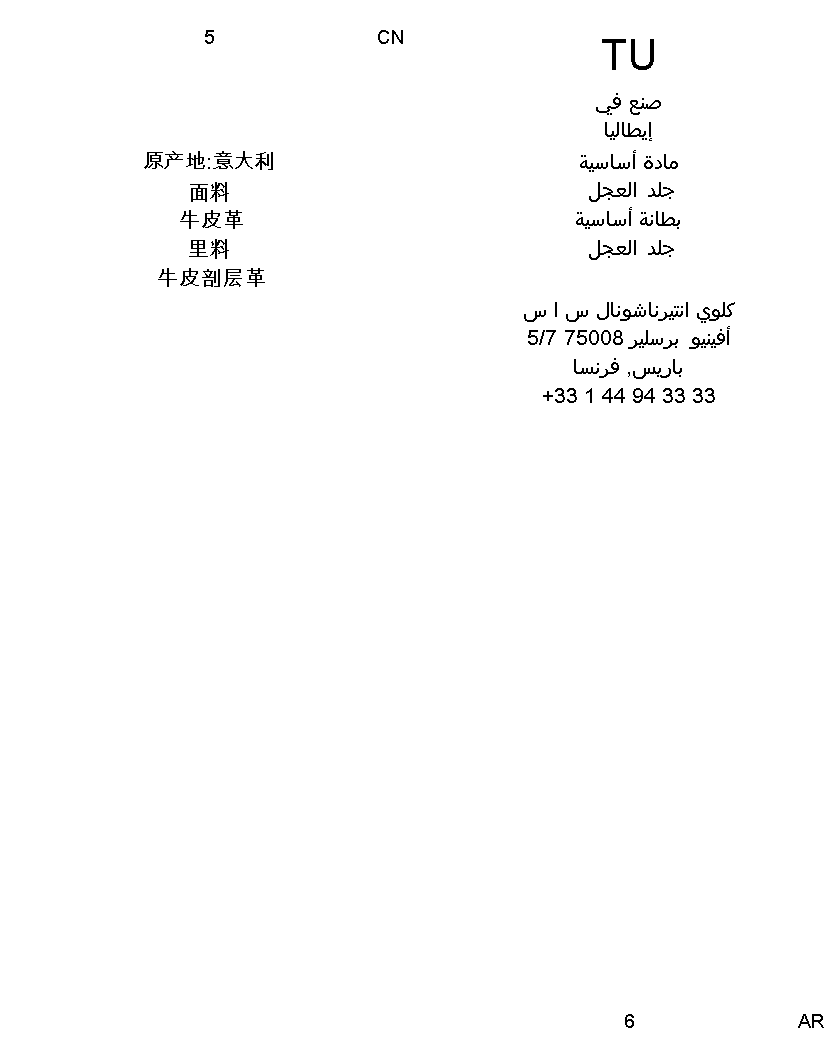 5 CN
原产地:意大利
面料
牛皮革
里料
牛皮剖层革
TU
صنع في
إيطاليا
مادة أساسية
جلد العجل
بطانة أساسية
جلد العجل
كلوي انتيرناشونال س ا س
5/7 أفينيو برسلير 75008
باريس, فرنسا
+33 1 44 94 33 33
6 AR